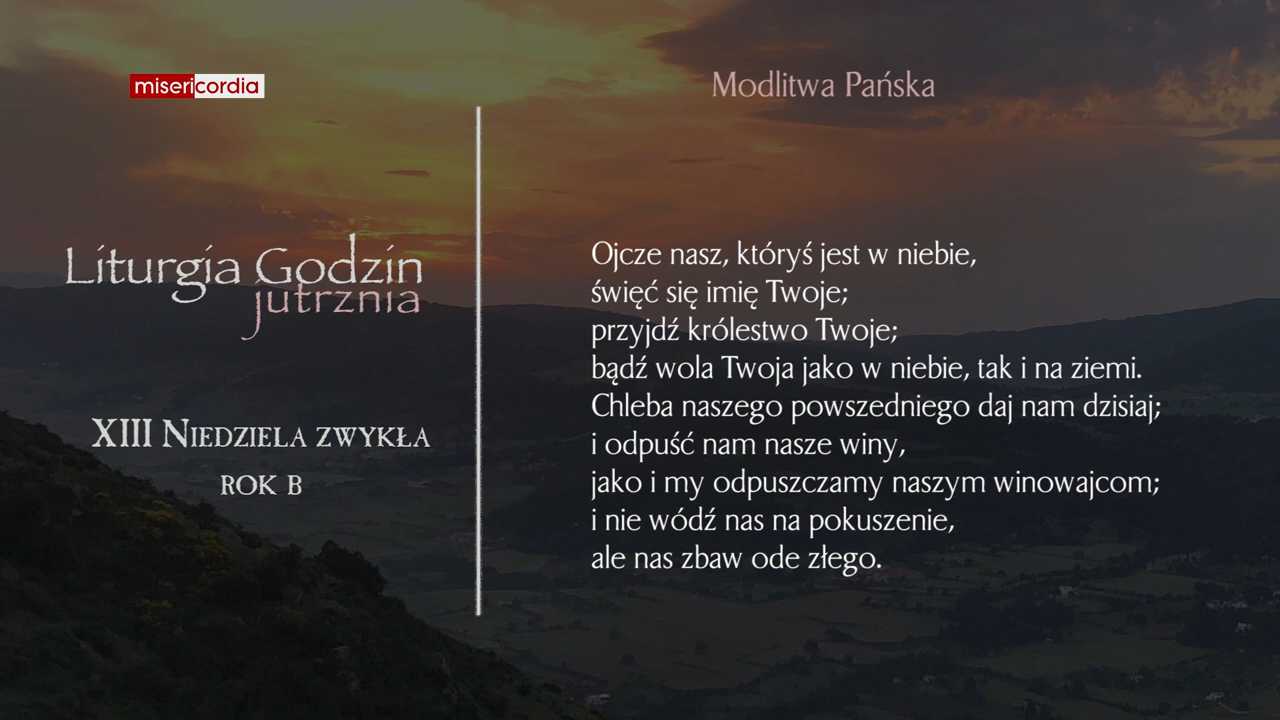 misericordia
Liturgia Godzin
jutrznia
XIII Niedziela zwykła
rok B
Modlitwa Pańska
Ojcze nasz, któryś jest w niebie,
święć się imię Twoje;
przyjdź królestwo Twoje;
bądź wola Twoja jako w niebie, tak i na ziemi.
Chleba naszego powszedniego daj nam dzisiaj;
i odpuść nam nasze winy,
jako i my odpuszczamy naszym winowajcom;
i nie wódź nas na pokuszenie,
ale nas zbaw ode złego.